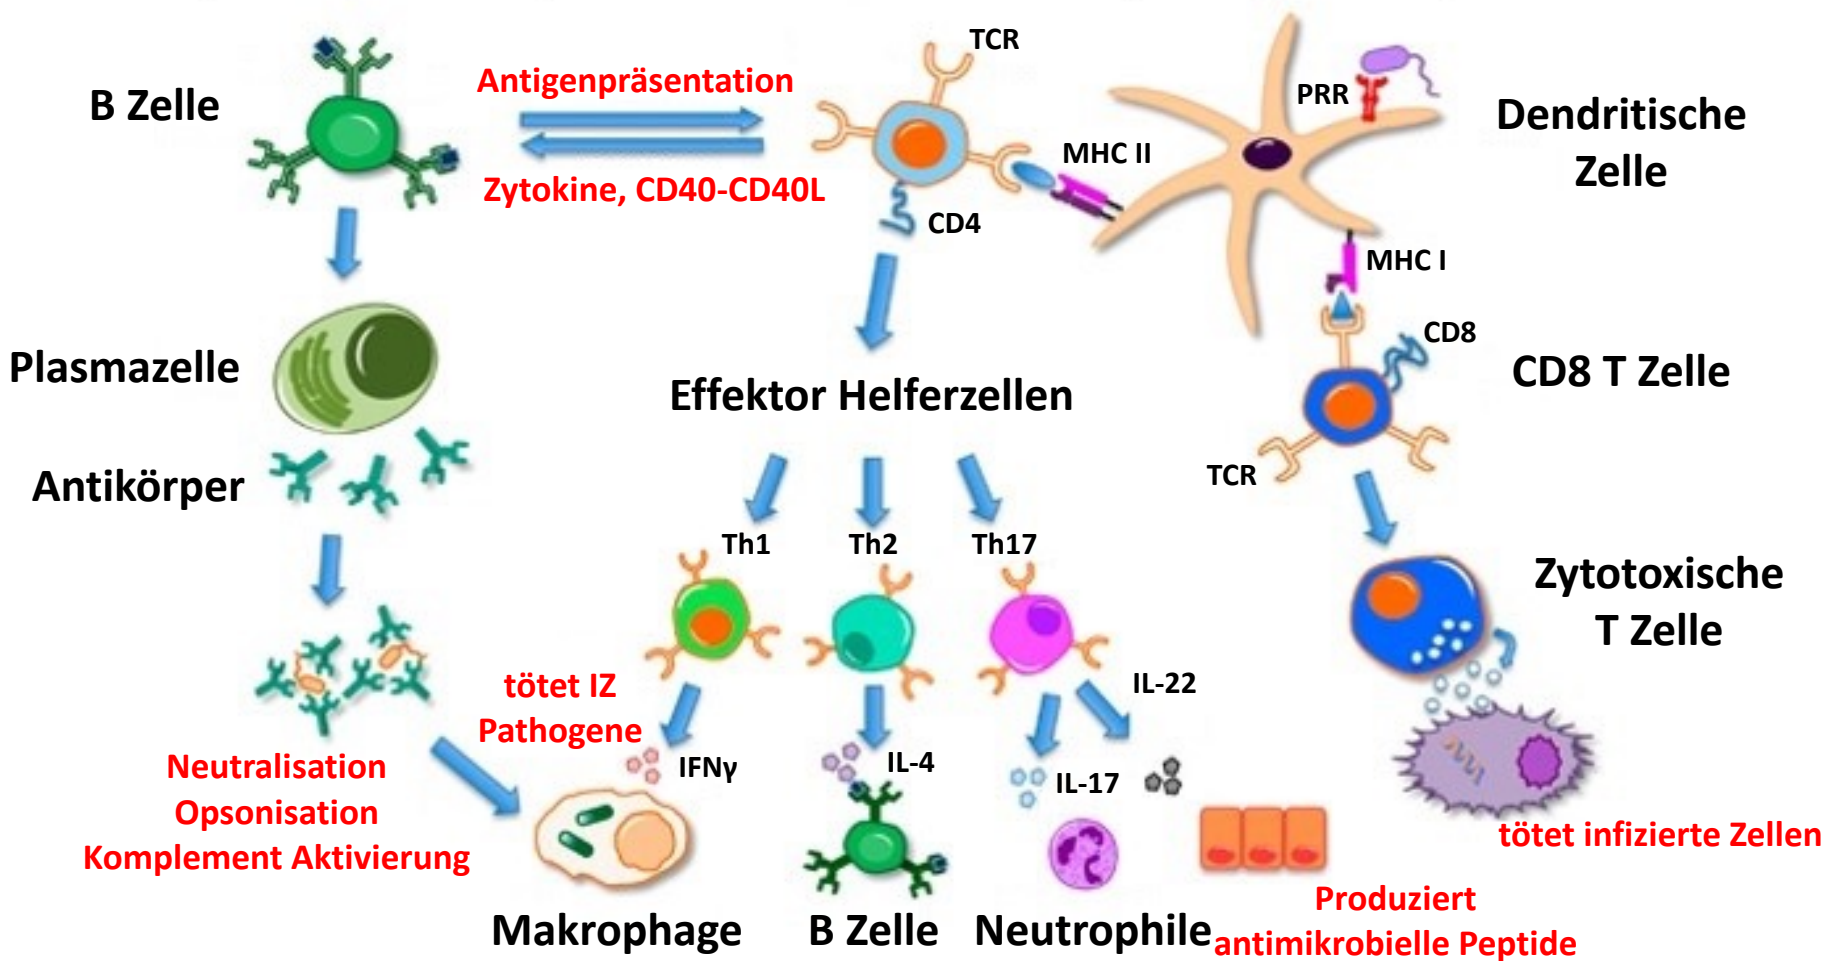 TCR
B Zelle
Antigenpräsentation
PRR
Dendritische
Zelle
MHC II
Zytokine, CD40-CD40L
CD4
MHC I
CD8
Plasmazelle
Effektor Helferzellen
CD8 T Zelle
Antikörper
TCR
Th1
Th2
Th17
Zytotoxische
T Zelle
tötet IZ
Pathogene
IL-22
Neutralisation
Opsonisation
Komplement Aktivierung
IFNγ
IL-4
IL-17
tötet infizierte Zellen
Makrophage
B Zelle
Neutrophile
Produziert
antimikrobielle Peptide